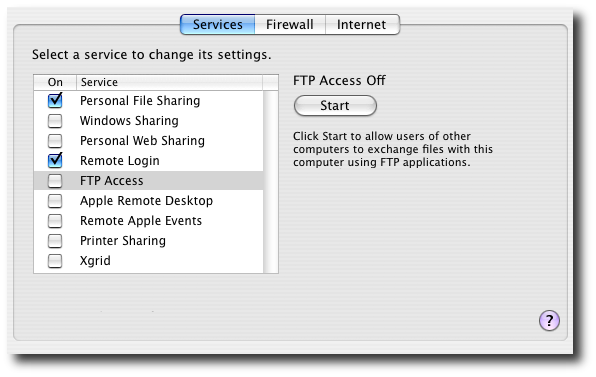 Services Firewall Internet
Select a service to change its settings.
On Service
Personal File Sharing
Windows Sharing
Personal Web Sharing
Remote Login
FTP Access
Apple Remote Desktop
Remote Apple Events
Printer Sharing
Xgrid
FTP Access Off
Start
Click Start to allow users of other
computers to exchange files with this
computer using FTP applications.
?